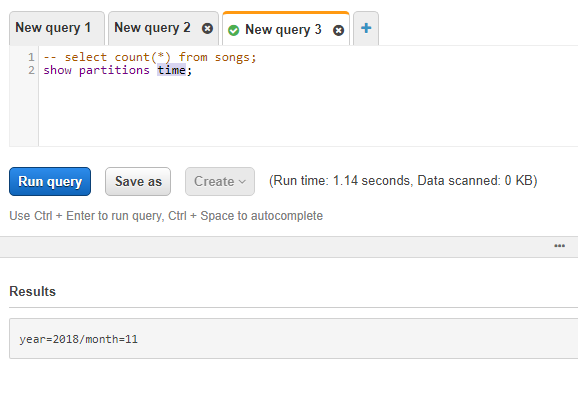 New query 1
New query 2
New query 3
+
1 -- select count(*) from songs;
2 show partitions time;
Run query
Save as
Create
(Run time: 1.14 seconds, Data scanned: 0 KB)
Use Ctrl + Enter to run query, Ctrl + Space to autocomplete
Results
year=2018/month=11